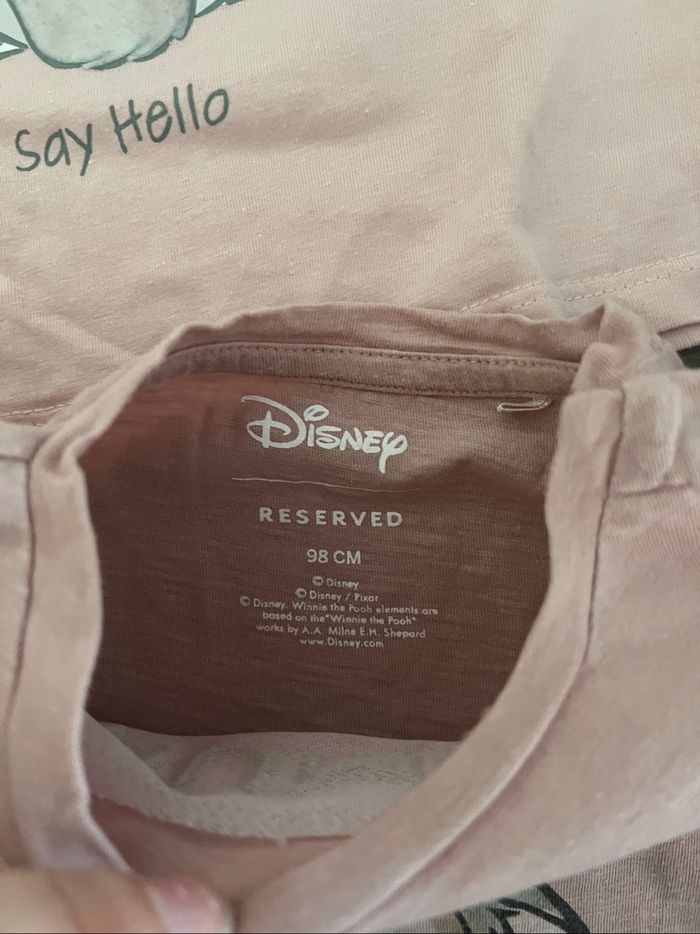 Say Hello
Disney
RESERVED
98 CM
© Disney
© Disney / Pixar
© Disney. Winnie the Pooh elements are
based on the "Winnie the Pooh"
works by A.A. Milne E.H. Shepard
www.Disney.com